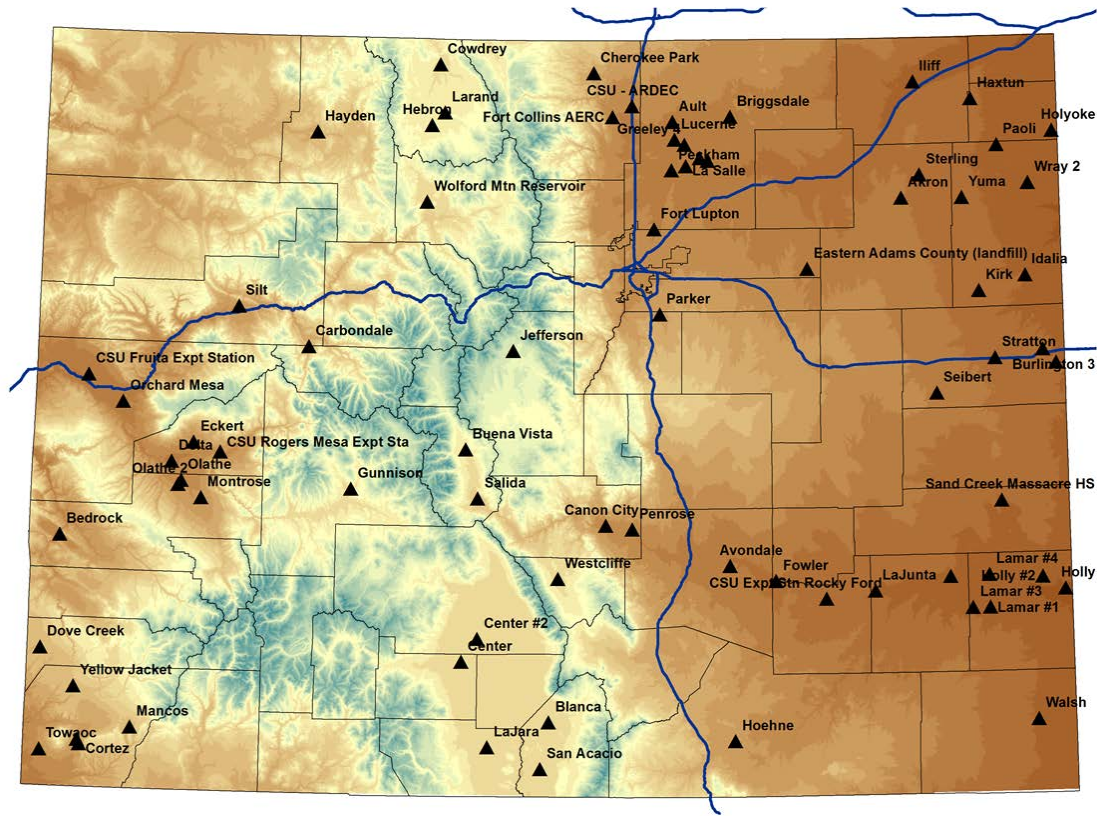 Cowdrey
Cherokee Park
Iliff
Haxtun
CSU - ARDEC
Larand
Hebron
Hayden
Fort Collins AERC
Ault
Briggsdale
Holyoke
Lucerne
Greeley 4
Paoli
Peckham
La Salle
Sterling
Wray 2
Akron
Yuma
Wolford Mtn Reservoir
Fort Lupton
Eastern Adams County (landfill)
Idalia
Kirk
Silt
Parker
Carbondale
Jefferson
Stratton
CSU Fruita Expt Station
Burlington 3
Orchard Mesa
Seibert
Eckert
Delta
CSU Rogers Mesa Expt Sta
Buena Vista
Olathe 2
Olathe
Gunnison
Montrose
Salida
Sand Creek Massacre HS
Bedrock
Canon City
Penrose
Avondale
Lamar #4
Westcliffe
Fowler
LaJunta
Holly #2
Holly
CSU Exp Stn Rocky Ford
Lamar #3
Lamar #1
Center #2
Dove Creek
Center
Yellow Jacket
Blanca
Walsh
Mancos
LaJara
Hoehne
Towaoc
Cortez
San Acacio